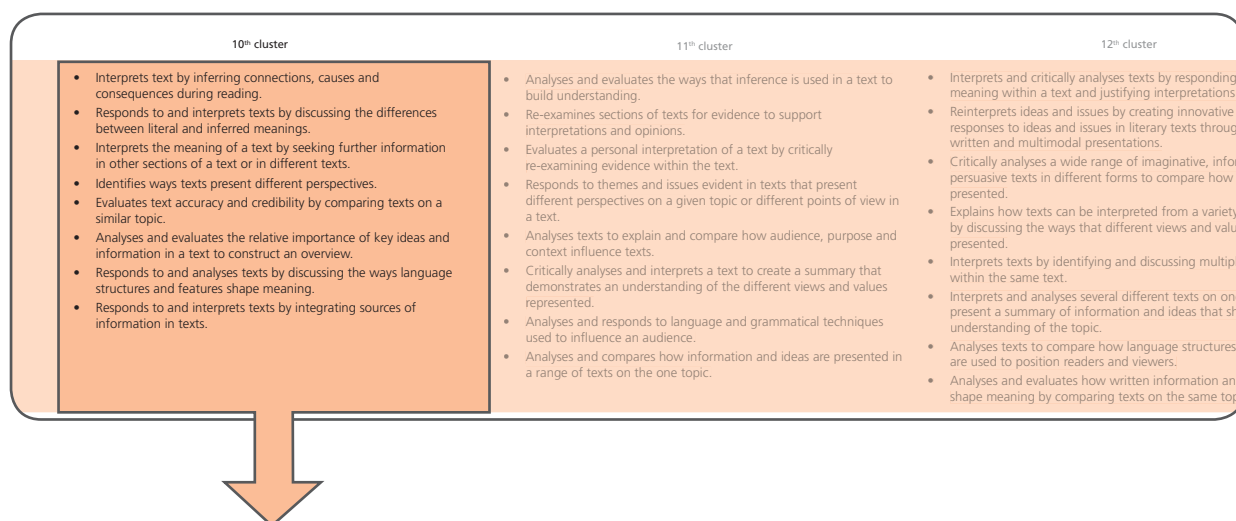 10th cluster
• Interprets text by inferring connections, causes and
consequences during reading.
• Responds to and interprets texts by discussing the differences
between literal and inferred meanings.
• Interprets the meaning of a text by seeking further information
in other sections of a text or in different texts.
• Identifies ways texts present different perspectives.
• Evaluates text accuracy and credibility by comparing texts on a
similar topic.
• Analyses and evaluates the relative importance of key ideas and
information in a text to construct an overview.
• Responds to and analyses texts by discussing the ways language
structures and features shape meaning.
• Responds to and interprets texts by integrating sources of
information in texts.
11th cluster
• Analyses and evaluates the ways that inference is used in a text to
build understanding.
• Re-examines sections of texts for evidence to support
interpretations and opinions.
• Evaluates a personal interpretation of a text by critically
re-examining evidence within the text.
• Responds to themes and issues evident in texts that present
different perspectives on a given topic or different points of view in
a text.
• Analyses texts to explain and compare how audience, purpose and
context influence texts.
• Critically analyses and interprets a text to create a summary that
demonstrates an understanding of the different views and values
represented.
• Analyses and responds to language and grammatical techniques
used to influence an audience.
• Analyses and compares how information and ideas are presented in
a range of texts on the one topic.
12th cluster
• Interprets and critically analyses texts by responding
meaning within a text and justifying interpretations
• Reinterprets ideas and issues by creating innovative
responses to ideas and issues in literary texts
written and multimodal presentations.
• Critically analyses a wide range of imaginative,
persuasive texts in different forms to compare how
presented.
• Explains how texts can be interpreted from a variety
by discussing the ways that different views and
presented.
• Interprets texts by identifying and discussing
within the same text.
• Interprets and analyses several different texts on
present a summary of information and ideas that
understanding of the topic.
• Analyses texts to compare how language structures
are used to position readers and viewers.
• Analyses and evaluates how written information
shape meaning by comparing texts on the same